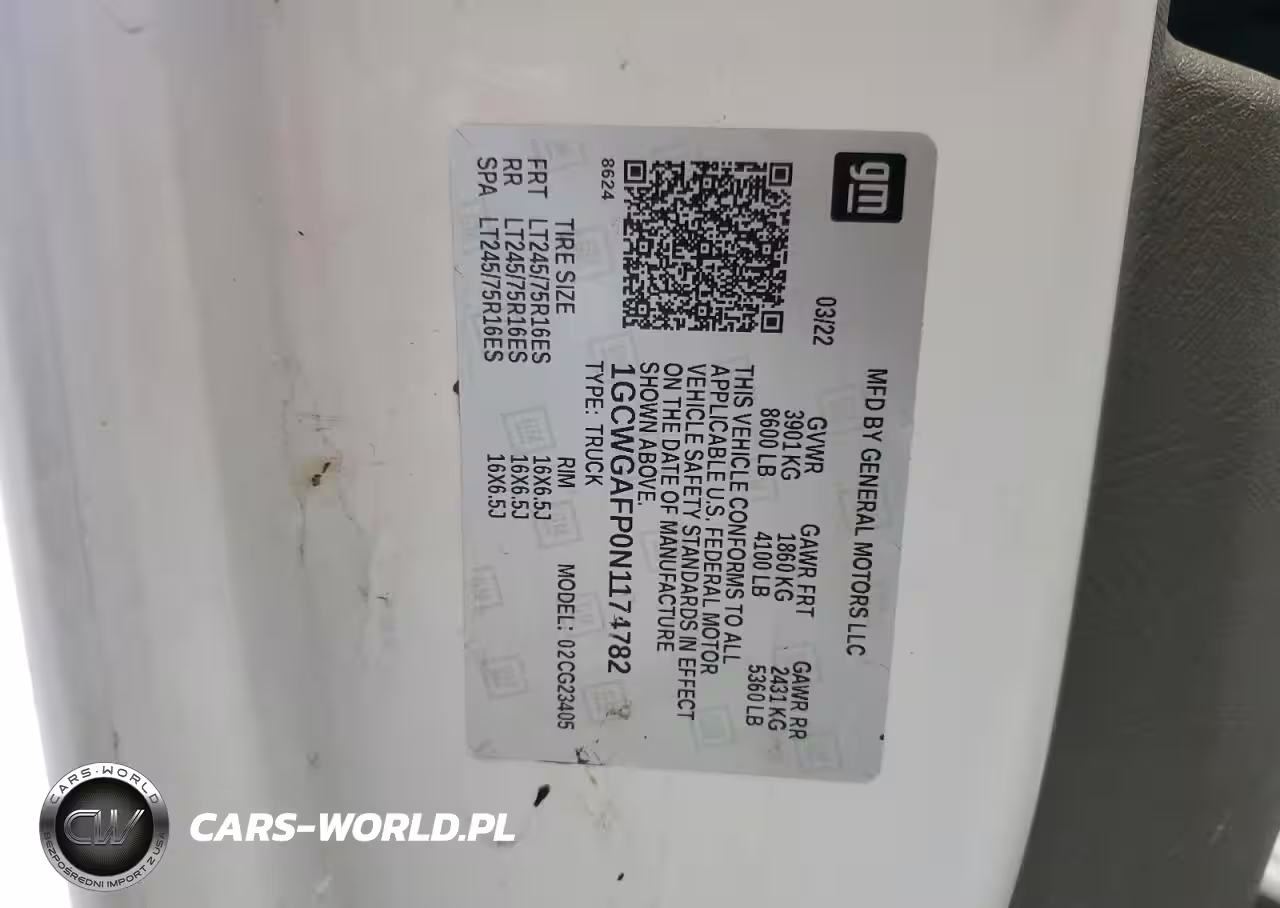 gm
MFD BY GENERAL MOTORS LLC
03/22
GVWR GAWR FRT GAWR RR
3901 KG 1860 KG 2431 KG
8600 LB 4100 LB 5360 LB
THIS VEHICLE CONFORMS TO ALL
APPLICABLE U.S. FEDERAL MOTOR
VEHICLE SAFETY STANDARDS IN EFFECT
ON THE DATE OF MANUFACTURE
SHOWN ABOVE.
1GCWGAFP0N1174782
8624
TYPE: TRUCK
TIRE SIZE RIM MODEL: 02CG23405
FRT LT245/75R16ES 16X6.5J
RR LT245/75R16ES 16X6.5J
SPA LT245/75R16ES 16X6.5J
CARS-WORLD
CW
BEZPOŚREDNI IMPORT Z USA
CARS-WORLD.PL